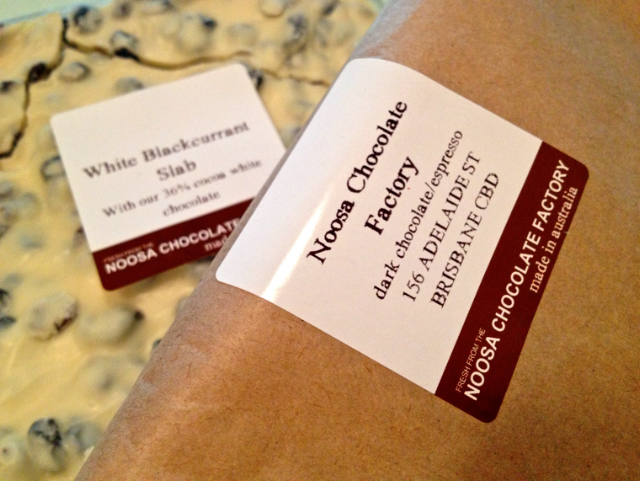 White Blackcurrant
Slab
With our 36% cocoa white
chocolate
FRESH FROM THE
NOOSA CHOCOLATE
made in
Noosa Chocolate
Factory
dark chocolate/espresso
156 ADELAIDE ST
BRISBANE CBD
FRESH FROM THE
NOOSA CHOCOLATE FACTORY
made in australia